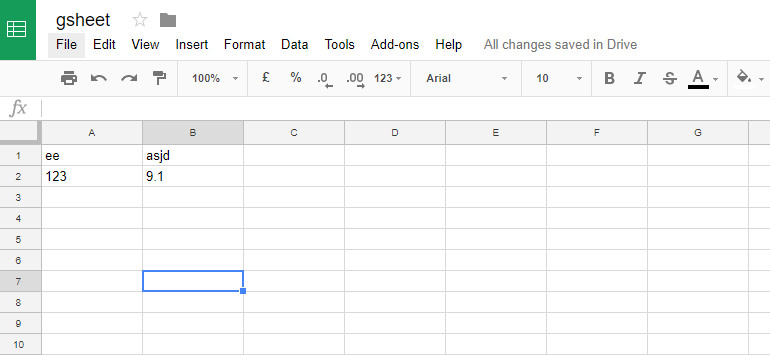 gsheet
File Edit View Insert Format Data Tools Add-ons Help All changes saved in Drive
100% £ % .0 .00 123 Arial 10 B I S A
fx
A B C D E F G
1 ee asjd
2 123 9.1
3
4
5
6
7
8
9
10